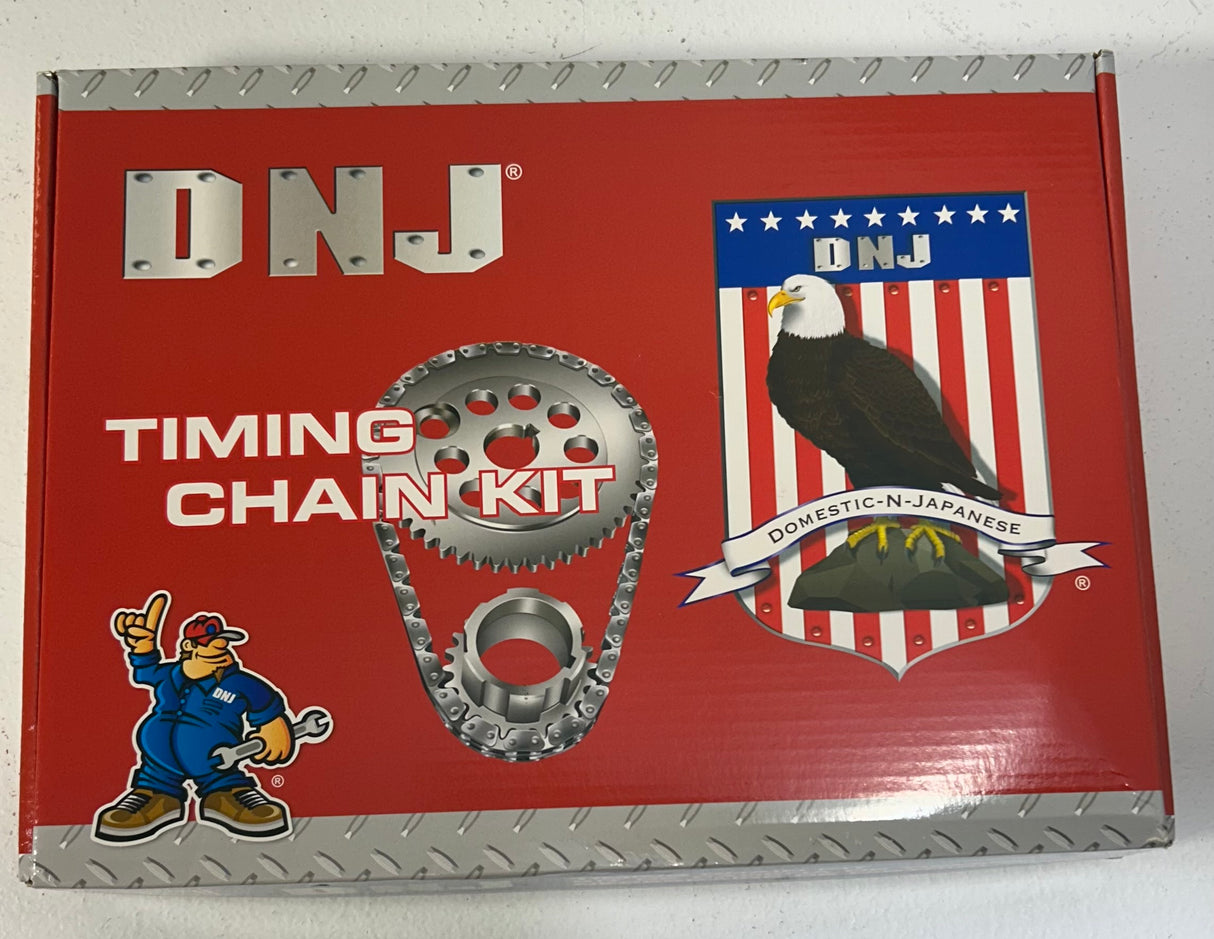 DNJ®
DNJ
TIMING
CHAIN KIT
DOMESTIC-N-JAPANESE
®
DNJ
®